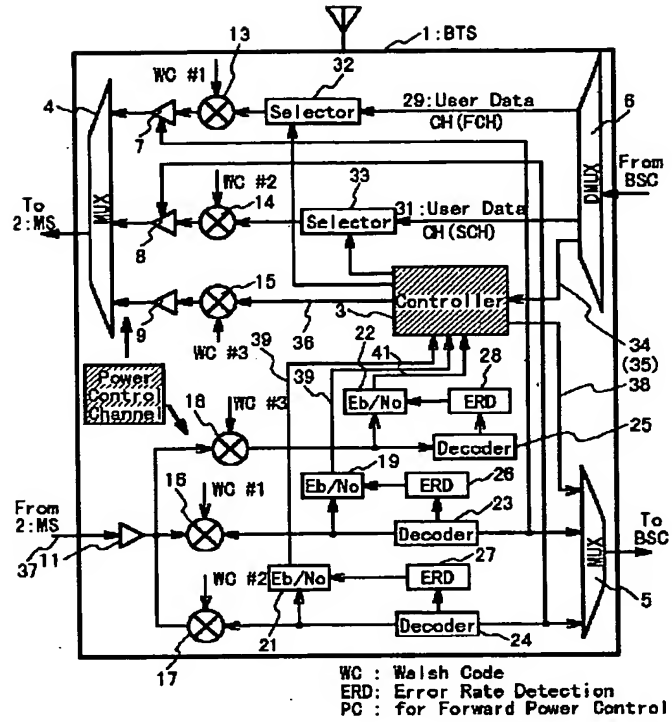 1:BTS
13
WC #1
32
4
Selector
29:User Data
CH(FCH)
6
7
From
BSC
DMUX
WC #2
33
To
2:MS
MUX
14
Selector
31:User Data
CH(SCH)
8
15
Controller
3
9
36
22
41
34
(35)
WC #3
39
39
28
38
Power
Control
Channel
18
WC #3
Eb/No
ERD
25
Decoder
19
26
From
2:MS
16
WC #1
Eb/No
ERD
23
To
BSC
37
11
Decoder
27
MUX
WC #2
Eb/No
ERD
5
21
Decoder
17
24
WC : Walsh Code
ERD: Error Rate Detection
PC : for Forward Power Control